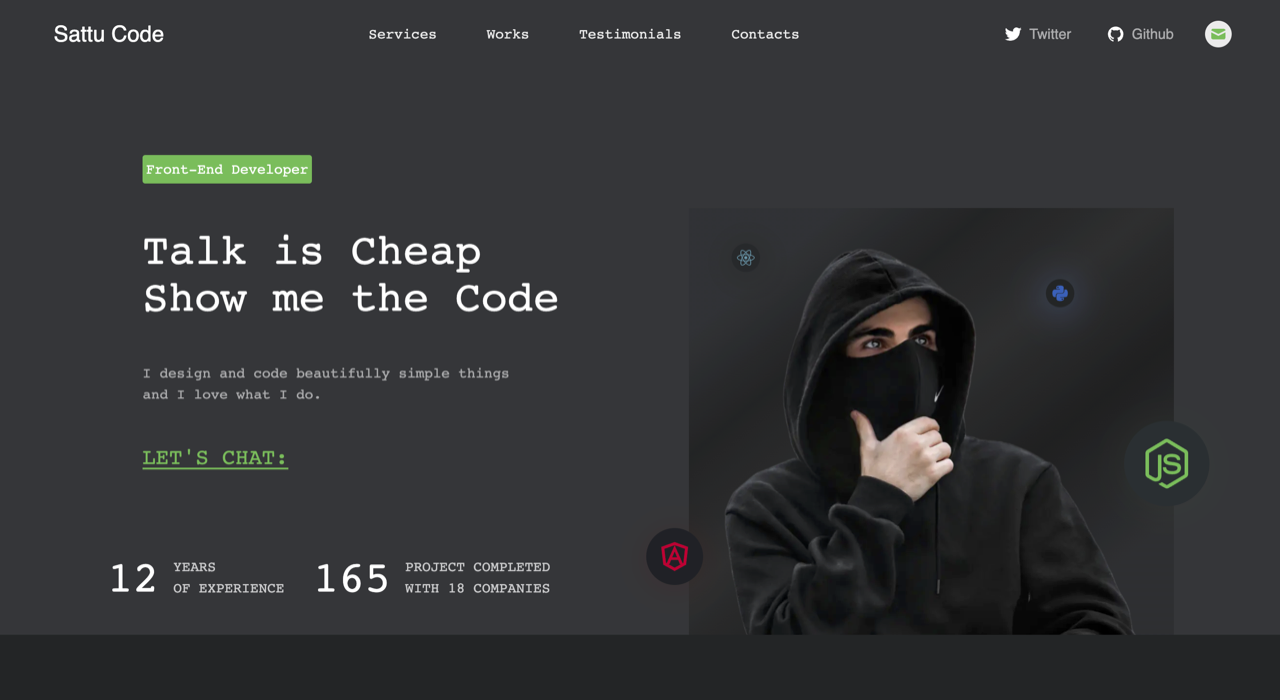 Sattu Code
Services
Works
Testimonials
Contacts
Twitter
Github
Front-End Developer
Talk is Cheap
Show me the Code
I design and code beautifully simple things
and I love what I do.
LET'S CHAT:
12
YEARS
OF EXPERIENCE
165
PROJECT COMPLETED
WITH 18 COMPANIES
JS
A